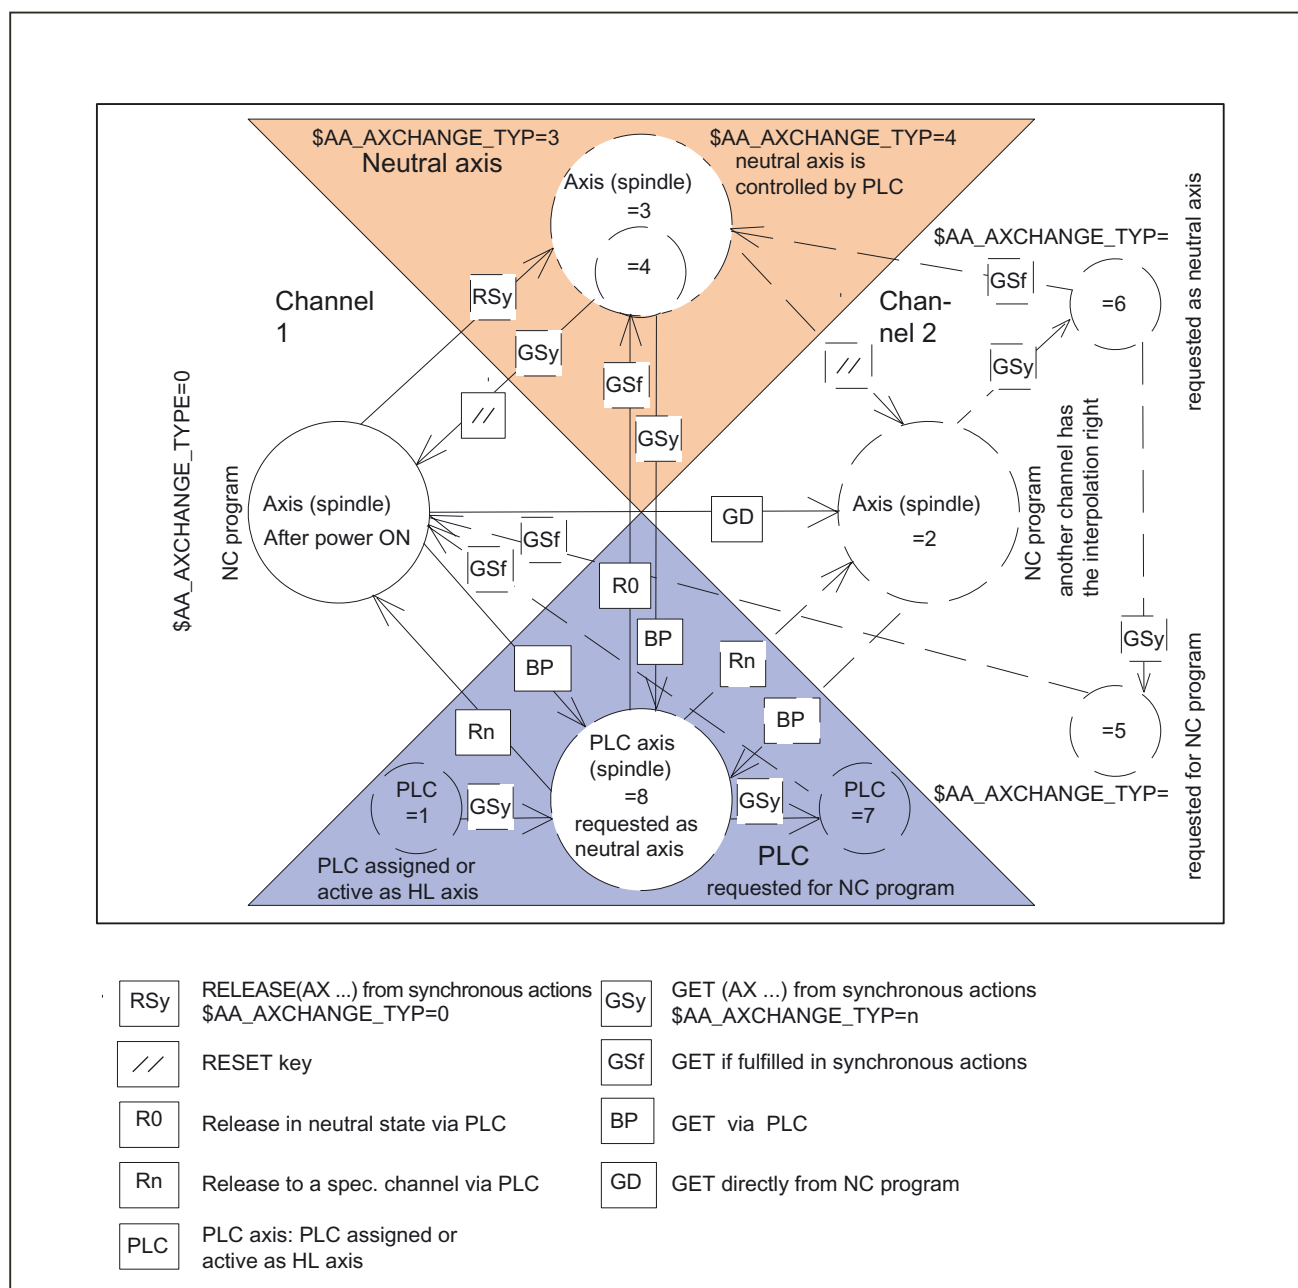 $AA_AXCHANGE_TYP=3
Neutral axis
$AA_AXCHANGE_TYP=4
neutral axis is
controlled by PLC
Axis (spindle)
=3
=4
requested as neutral axis
$AA_AXCHANGE_TYP=
GSf
=6
RSy
Channel
1
Chan-
nel 2
GSy
GSf
//
GSy
//
GSy
$AA_AXCHANGE_TYPE=0
NC program
Axis (spindle)
After power ON
GD
Axis (spindle)
=2
NC program
another channel has
the interpolation right
GSf
GSf
R0
BP
BP
Rn
GSy
Rn
BP
=5
requested for NC program
$AA_AXCHANGE_TYP=
PLC
=1
GSy
PLC axis
(spindle)
=8
requested as
neutral axis
GSy
PLC
=7
PLC assigned or
active as HL axis
PLC
requested for NC program
RSy
RELEASE(AX ...) from synchronous actions
$AA_AXCHANGE_TYP=0
GSy
GET (AX ...) from synchronous actions
$AA_AXCHANGE_TYP=n
//
RESET key
GSf
GET if fulfilled in synchronous actions
R0
Release in neutral state via PLC
BP
GET via PLC
Rn
Release to a spec. channel via PLC
GD
GET directly from NC program
PLC
PLC axis: PLC assigned or
active as HL axis